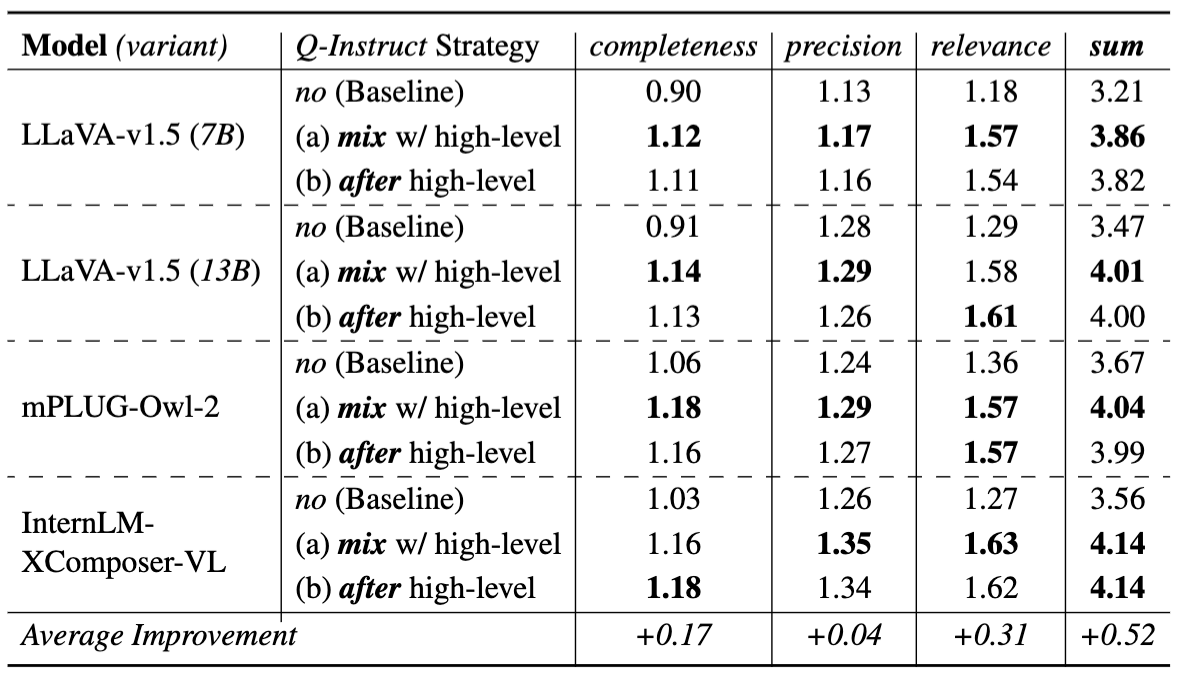 Model (variant) Q-Instruct Strategy completeness precision relevance sum
no (Baseline) 0.90 1.13 1.18 3.21
LLaVA-v1.5 (7B) (a) mix w/ high-level 1.12 1.17 1.57 3.86
(b) after high-level 1.11 1.16 1.54 3.82
no (Baseline) 0.91 1.28 1.29 3.47
LLaVA-v1.5 (13B) (a) mix w/ high-level 1.14 1.29 1.58 4.01
(b) after high-level 1.13 1.26 1.61 4.00
no (Baseline) 1.06 1.24 1.36 3.67
mPLUG-Owl-2 (a) mix w/ high-level 1.18 1.29 1.57 4.04
(b) after high-level 1.16 1.27 1.57 3.99
no (Baseline) 1.03 1.26 1.27 3.56
InternLM-
XComposer-VL
(a) mix w/ high-level 1.16 1.35 1.63 4.14
(b) after high-level 1.18 1.34 1.62 4.14
Average Improvement +0.17 +0.04 +0.31 +0.52